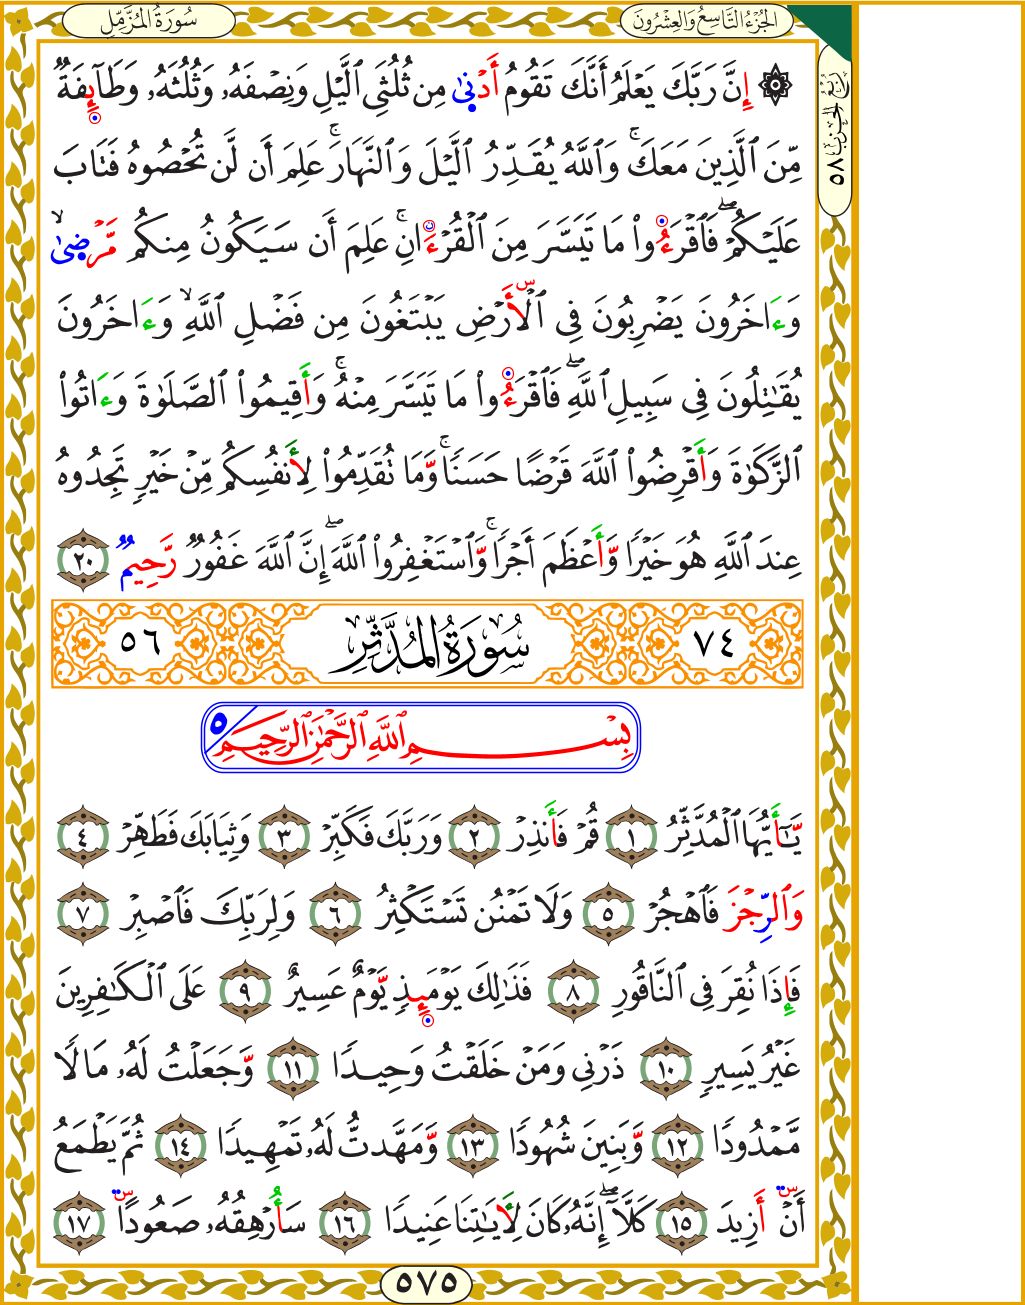 سُورَةُ المُزَّمِّلِ
الجُزْءُ التَّاسِعُ وَالعِشْرُونَ
۞ إِنَّ رَبَّكَ يَعْلَمُ أَنَّكَ تَقُومُ أَدْنَىٰ مِن ثُلُثَيِ ٱلَّيْلِ وَنِصْفَهُۥ وَثُلُثَهُۥ وَطَآئِفَةٌ
مِّنَ ٱلَّذِينَ مَعَكَۚ وَٱللَّهُ يُقَدِّرُ ٱلَّيْلَ وَٱلنَّهَارَۚ عَلِمَ أَن لَّن تُحْصُوهُ فَتَابَ
عَلَيْكُمْۖ فَٱقْرَءُوا۟ مَا تَيَسَّرَ مِنَ ٱلْقُرْءَانِۚ عَلِمَ أَن سَيَكُونُ مِنكُم مَّرْضَىٰۙ
وَءَاخَرُونَ يَضْرِبُونَ فِى ٱلْأَرْضِ يَبْتَغُونَ مِن فَضْلِ ٱللَّهِۙ وَءَاخَرُونَ
يُقَـٰتِلُونَ فِى سَبِيلِ ٱللَّهِۖ فَٱقْرَءُوا۟ مَا تَيَسَّرَ مِنْهُۚ وَأَقِيمُوا۟ ٱلصَّلَوٰةَ وَءَاتُوا۟
ٱلزَّكَوٰةَ وَأَقْرِضُوا۟ ٱللَّهَ قَرْضًا حَسَنًاۚ وَمَا تُقَدِّمُوا۟ لِأَنفُسِكُم مِّنْ خَيْرٍ تَجِدُوهُ
عِندَ ٱللَّهِ هُوَ خَيْرًا وَأَعْظَمَ أَجْرًاۚ وَٱسْتَغْفِرُوا۟ ٱللَّهَۖ إِنَّ ٱللَّهَ غَفُورٌ رَّحِيمٌۢ ٢٠
٧٤ سُورَةُ المُدَّثِّرِ ٥٦
بِسْمِ ٱللَّهِ ٱلرَّحْمَـٰنِ ٱلرَّحِيمِ ٥
يَـٰٓأَيُّهَا ٱلْمُدَّثِّرُ ١ قُمْ فَأَنذِرْ ٢ وَرَبَّكَ فَكَبِّرْ ٣ وَثِيَابَكَ فَطَهِّرْ ٤
وَٱلرِّجْزَ فَٱهْجُرْ ٥ وَلَا تَمْنُن تَسْتَكْثِرُ ٦ وَلِرَبِّكَ فَٱصْبِرْ ٧
فَإِذَا نُقِرَ فِى ٱلنَّاقُورِ ٨ فَذَٰلِكَ يَوْمَئِذٍ يَوْمٌ عَسِيرٌ ٩ عَلَى ٱلْكَـٰفِرِينَ
غَيْرُ يَسِيرٍ ١٠ ذَرْنِى وَمَنْ خَلَقْتُ وَحِيدًا ١١ وَجَعَلْتُ لَهُۥ مَالًا
مَّمْدُودًا ١٢ وَبَنِينَ شُهُودًا ١٣ وَمَهَّدتُّ لَهُۥ تَمْهِيدًا ١٤ ثُمَّ يَطْمَعُ
أَنْ أَزِيدَ ١٥ كَلَّآۖ إِنَّهُۥ كَانَ لِأَيَـٰتِنَا عَنِيدًا ١٦ سَأُرْهِقُهُۥ صَعُودًا ١٧
رُبْعُ الحِزْبِ ٥٨
٥٧٥